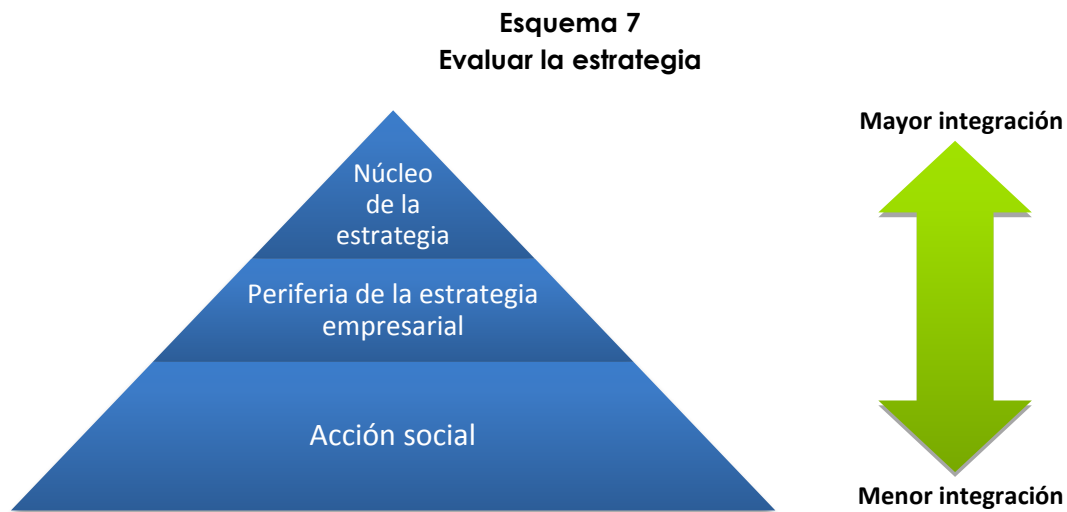 Esquema 7
Evaluar la estrategia
Mayor integración
Núcleo
de la
estrategia
Periferia de la estrategia
empresarial
Acción social
Menor integración